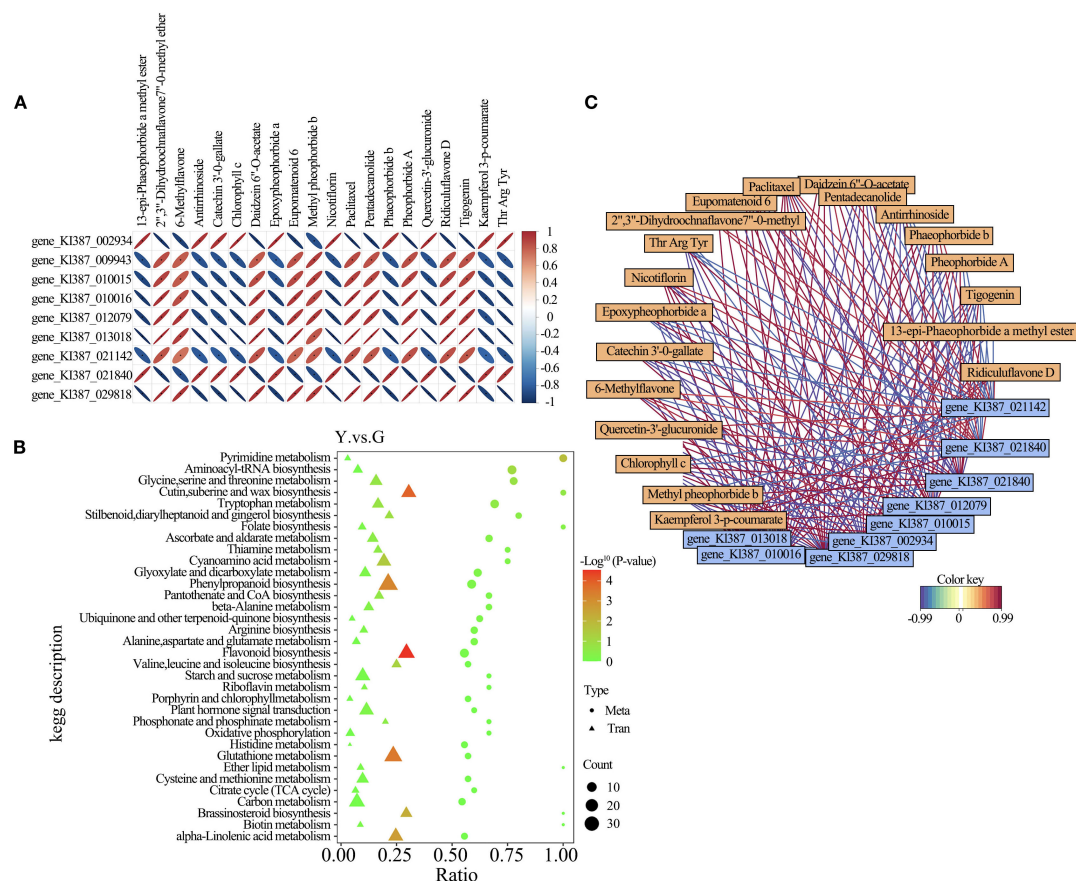 A
13-epi-Phaeophorbide a methyl ester
2'',3''-Dihydroochnaflavone7''-0-methyl ether
6-Methylflavone
Antirrhinoside
Catechin 3'-0-gallate
Chlorophyll c
Daidzein 6''-O-acetate
Epoxypheophorbide a
Eupomatenoid 6
Methyl pheophorbide b
Nicotiflorin
Paclitaxel
Pentadecanolide
Phaeophorbide b
Pheophorbide A
Quercetin-3'-glucuronide
Ridiculuflavone D
Tigogenin
Kaempferol 3-p-coumarate
Thr Arg Tyr
gene_KI387_002934
gene_KI387_009943
gene_KI387_010015
gene_KI387_010016
gene_KI387_012079
gene_KI387_013018
gene_KI387_021142
gene_KI387_021840
gene_KI387_029818
1
0.8
0.6
0.4
0.2
0
-0.2
-0.4
-0.6
-0.8
-1
B
Y.vs.G
kegg description
Pyrimidine metabolism
Aminoacyl-tRNA biosynthesis
Glycine,serine and threonine metabolism
Cutin,suberine and wax biosynthesis
Tryptophan metabolism
Stilbenoid,diarylheptanoid and gingerol biosynthesis
Folate biosynthesis
Ascorbate and aldarate metabolism
Thiamine metabolism
Cyanoamino acid metabolism
Glyoxylate and dicarboxylate metabolism
Phenylpropanoid biosynthesis
Pantothenate and CoA biosynthesis
beta-Alanine metabolism
Ubiquinone and other terpenoid-quinone biosynthesis
Arginine biosynthesis
Alanine,aspartate and glutamate metabolism
Flavonoid biosynthesis
Valine,leucine and isoleucine biosynthesis
Starch and sucrose metabolism
Riboflavin metabolism
Porphyrin and chlorophyllmetabolism
Plant hormone signal transduction
Phosphonate and phosphinate metabolism
Oxidative phosphorylation
Histidine metabolism
Glutathione metabolism
Ether lipid metabolism
Cysteine and methionine metabolism
Citrate cycle (TCA cycle)
Carbon metabolism
Brassinosteroid biosynthesis
Biotin metabolism
alpha-Linolenic acid metabolism
0.00 0.25 0.50 0.75 1.00
Ratio
-Log¹⁰ (P-value)
4
3
2
1
0
Type
Meta
Tran
Count
10
20
30
C
Paclitaxel
Daidzein 6''-O-acetate
Pentadecanolide
Eupomatenoid 6
Antirrhinoside
2'',3''-Dihydroochnaflavone7''-0-methyl
Phaeophorbide b
Thr Arg Tyr
Pheophorbide A
Nicotiflorin
Tigogenin
Epoxypheophorbide a
13-epi-Phaeophorbide a methyl ester
Catechin 3'-0-gallate
Ridiculuflavone D
6-Methylflavone
gene_KI387_021142
Quercetin-3'-glucuronide
gene_KI387_021840
Chlorophyll c
gene_KI387_021840
Methyl pheophorbide b
gene_KI387_012079
Kaempferol 3-p-coumarate
gene_KI387_010015
gene_KI387_013018
gene_KI387_002934
gene_KI387_010016
gene_KI387_029818
Color key
-0.99 0 0.99